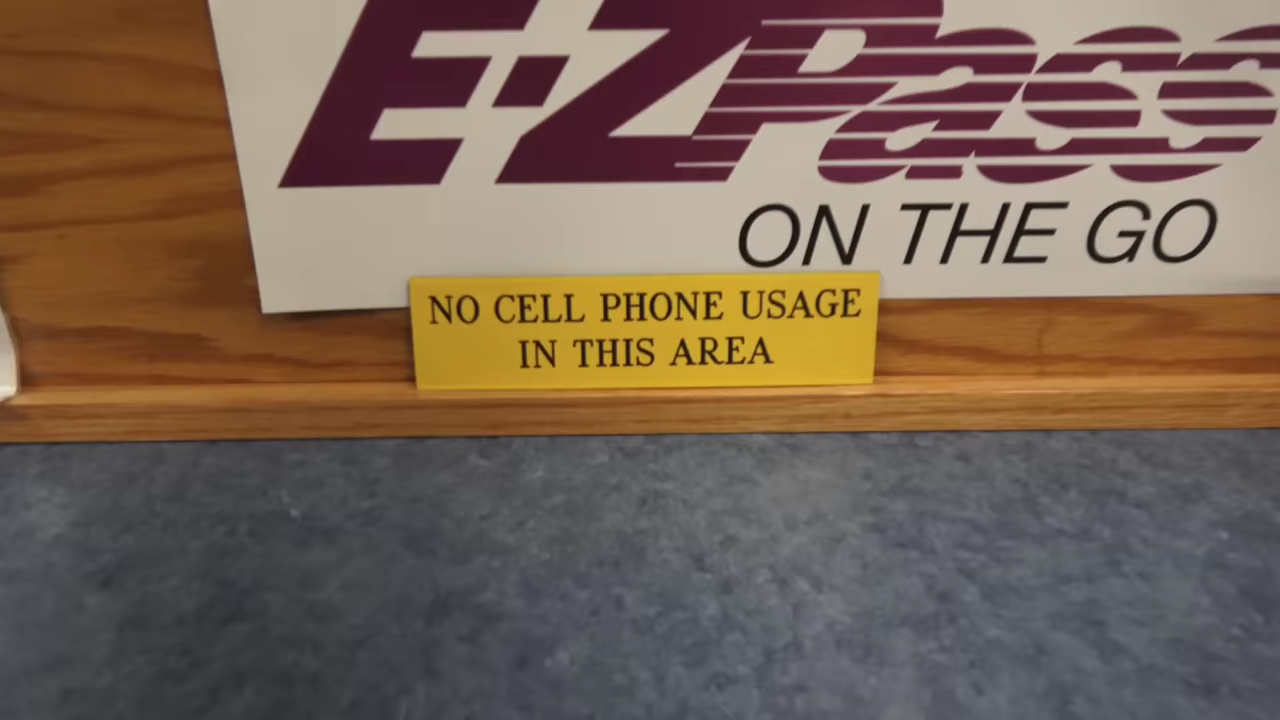 E-ZPass
ON THE GO
NO CELL PHONE USAGE
IN THIS AREA